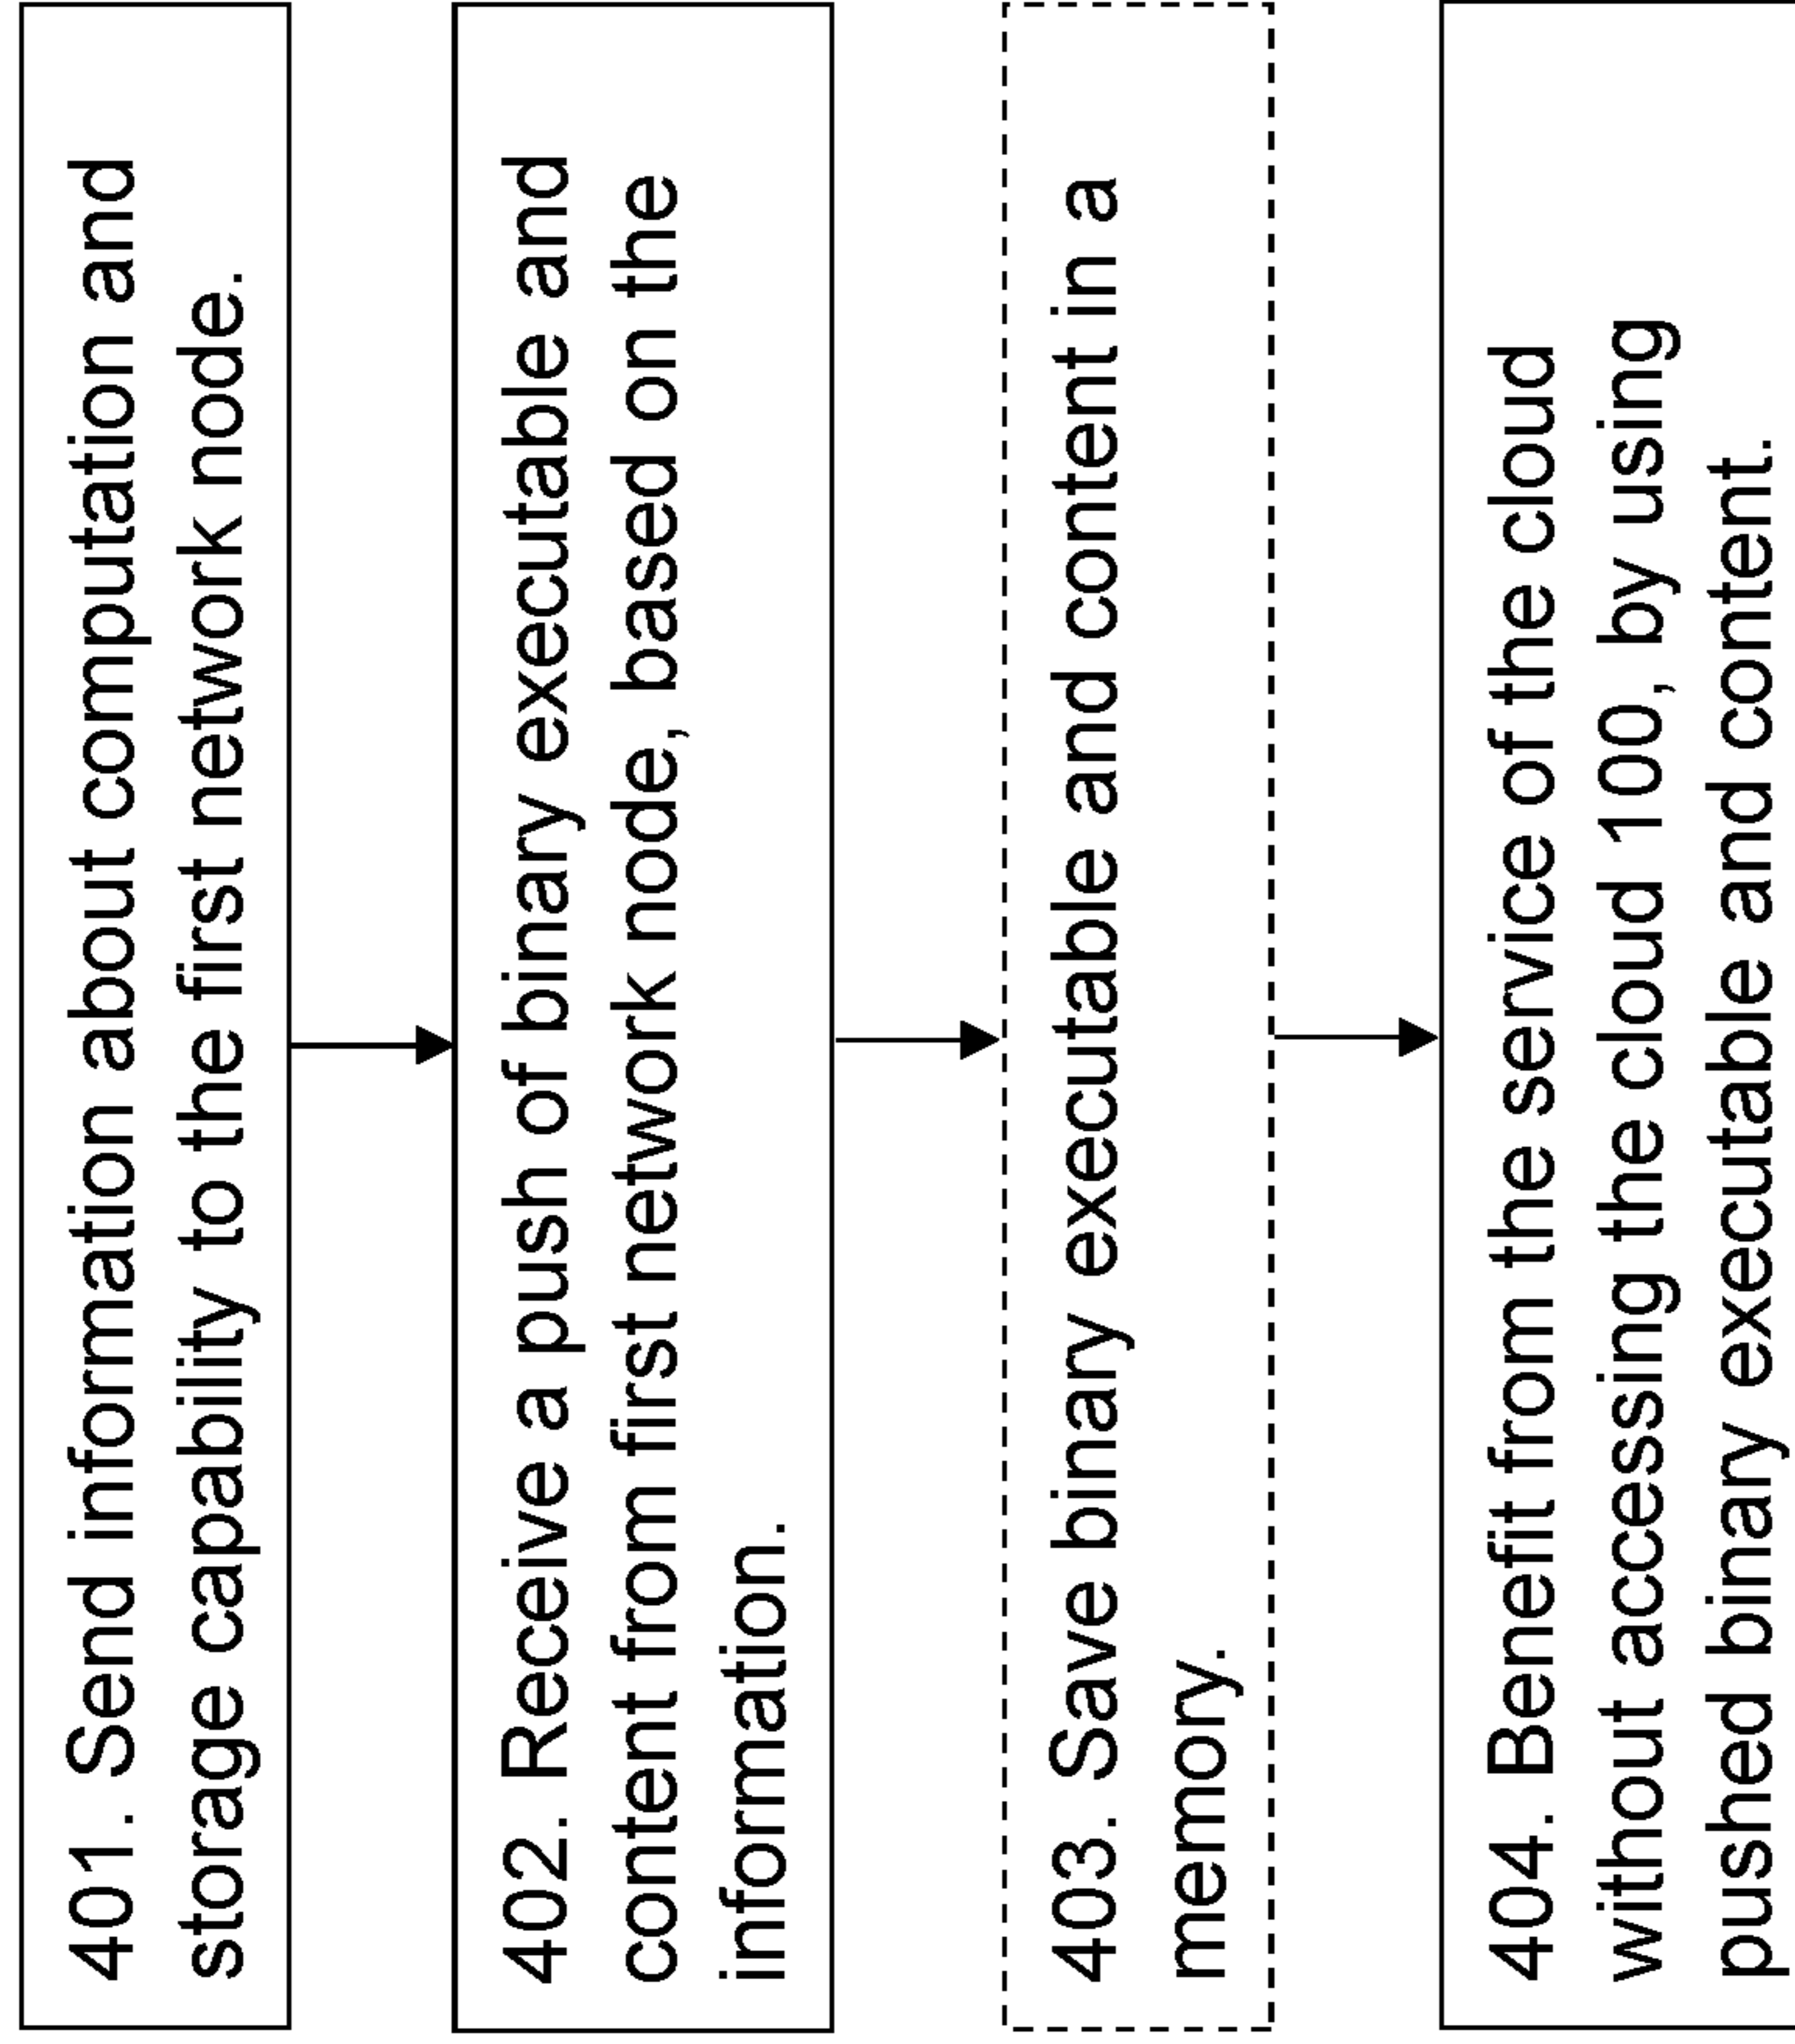 401. Send information about computation and
storage capability to the first network node.
402. Receive a push of binary executable and
content from first network node, based on the
information.
403. Save binary executable and content in a
memory.
404. Benefit from the service of the cloud
without accessing the cloud 100, by using
pushed binary executable and content.